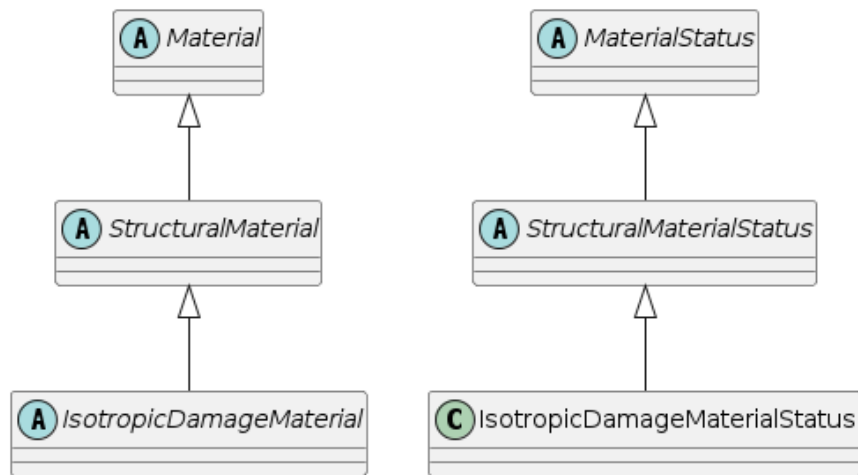 A Material
A MaterialStatus
A StructuralMaterial
A StructuralMaterialStatus
A IsotropicDamageMaterial
C IsotropicDamageMaterialStatus